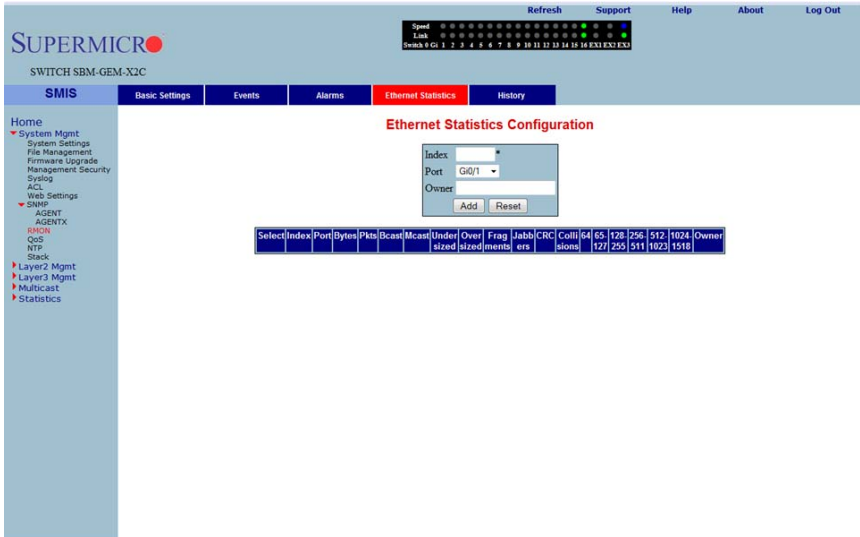 Refresh Support Help About Log Out
SUPERMICRO
SWITCH SBM-GEM-X2C
Speed
Link
Switch 0 Gi 1 2 3 4 5 6 7 8 9 10 11 12 13 14 15 16 EX1 EX2 EX3
SMIS
Basic Settings Events Alarms Ethernet Statistics History
Home
System Mgmt
System Settings
File Management
Firmware Upgrade
Management Security
Syslog
ACL
Web Settings
SNMP
AGENT
AGENTX
RMON
QoS
NTP
Stack
Layer2 Mgmt
Layer3 Mgmt
Multicast
Statistics
Ethernet Statistics Configuration
Index *
Port Gi0/1
Owner
Add Reset
Select Index Port Bytes Pkts Bcast Mcast Under Over Frag Jabb CRC Colli 64 65- 128- 256- 512- 1024- Owner
sized sized ments ers sions 127 255 511 1023 1518